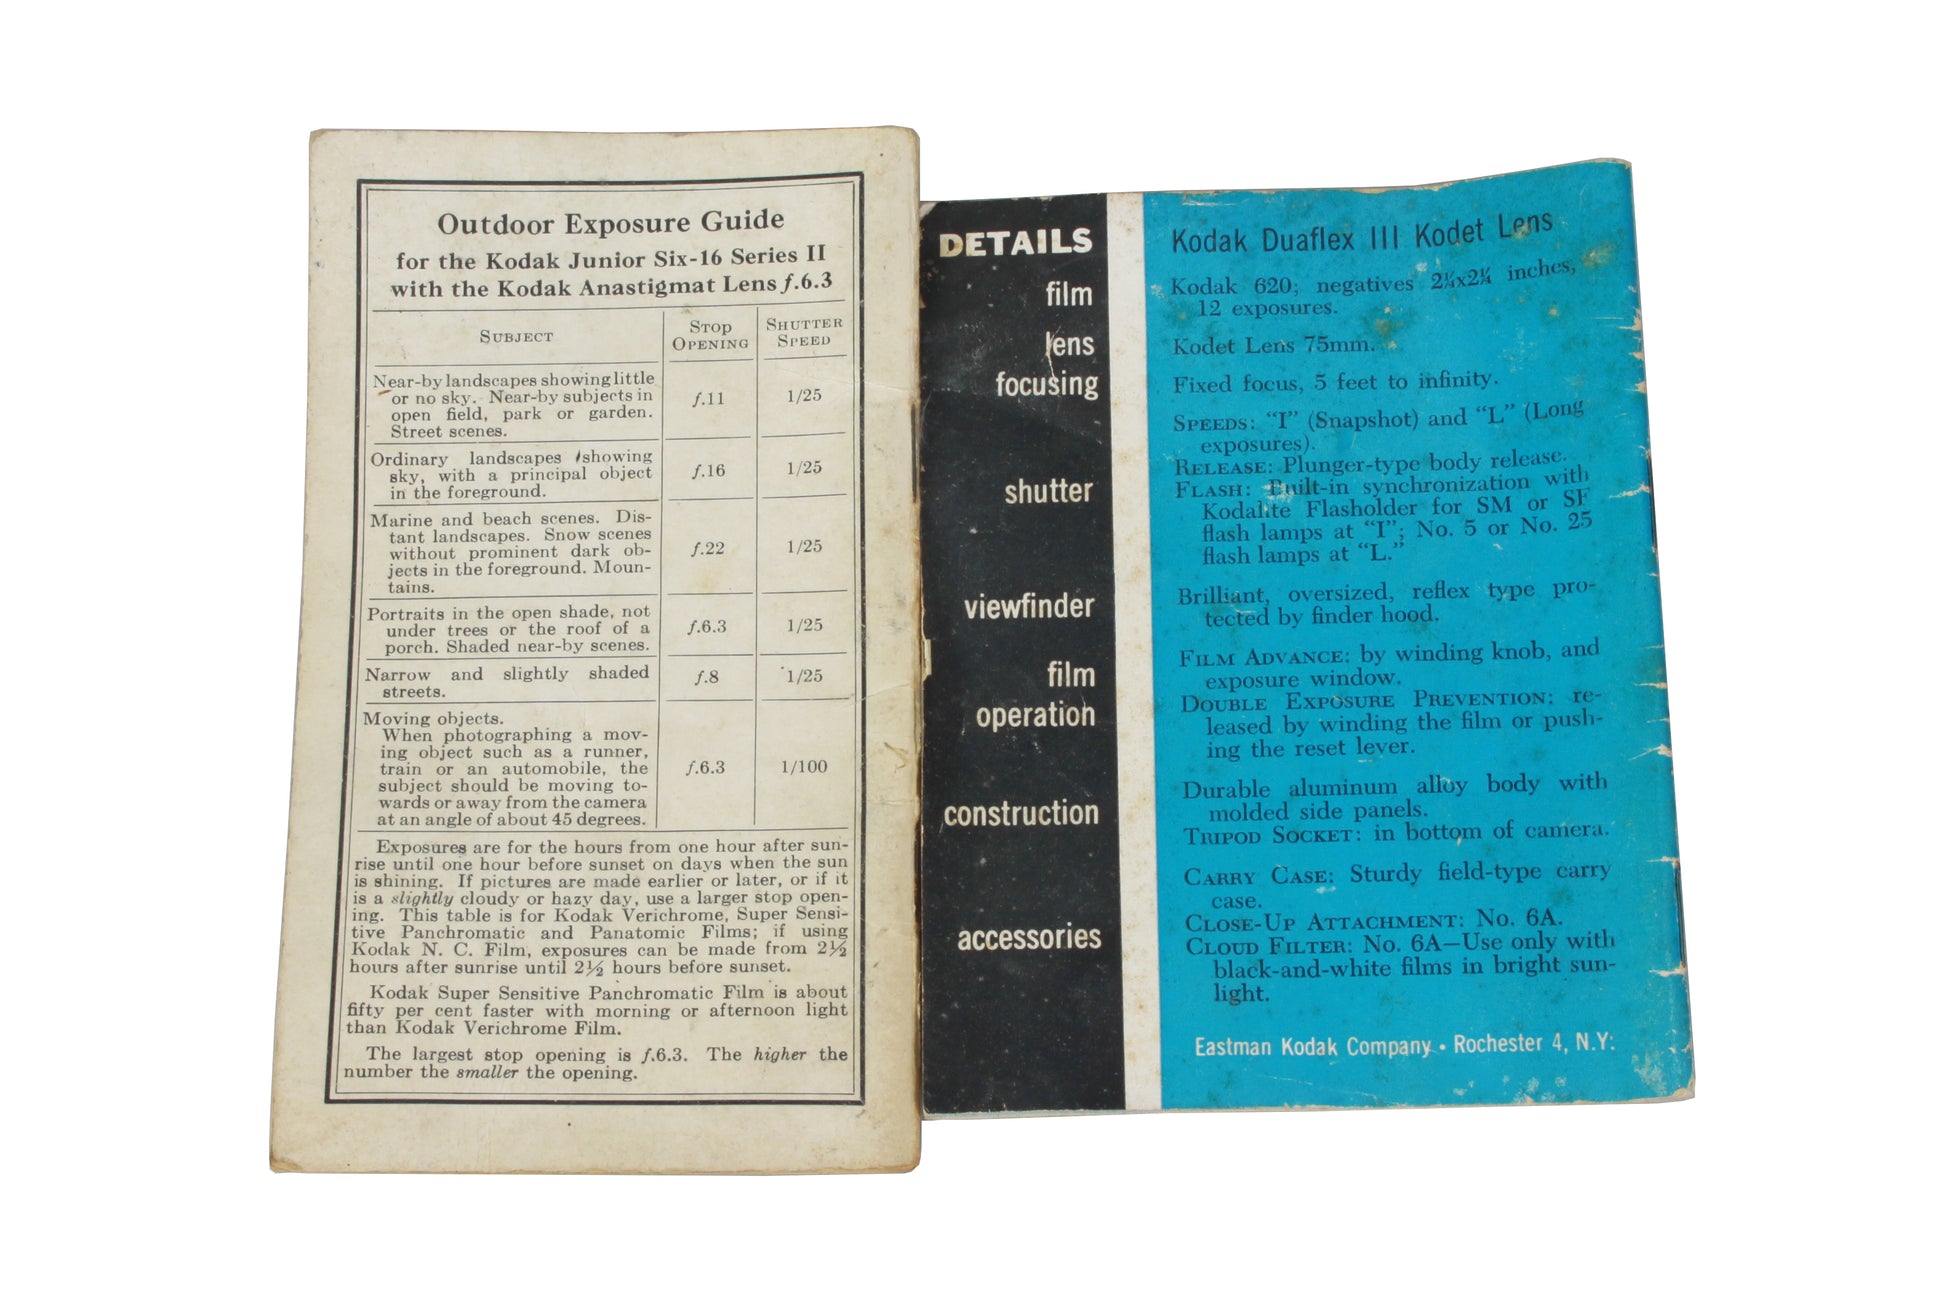 Outdoor Exposure Guide
for the Kodak Junior Six-16 Series II
with the Kodak Anastigmat Lens f.6.3
SUBJECT
STOP OPENING
SHUTTER SPEED
Near-by landscapes showing little
or no sky. Near-by subjects in
open field, park or garden.
Street scenes.
f.11
1/25
Ordinary landscapes showing
sky, with a principal object
in the foreground.
f.16
1/25
Marine and beach scenes. Dis-
tant landscapes. Snow scenes
without prominent dark ob-
jects in the foreground. Moun-
tains.
f.22
1/25
Portraits in the open shade, not
under trees or the roof of a
porch. Shaded near-by scenes.
f.6.3
1/25
Narrow and slightly shaded
streets.
f.8
1/25
Moving objects.
When photographing a mov-
ing object such as a runner,
train or an automobile, the
subject should be moving to-
wards or away from the camera
at an angle of about 45 degrees.
f.6.3
1/100
Exposures are for the hours from one hour after sun-
rise until one hour before sunset on days when the sun
is shining. If pictures are made earlier or later, or if it
is a slightly cloudy or hazy day, use a larger stop open-
ing. This table is for Kodak Verichrome, Super Sensi-
tive Panchromatic and Panatomic Films; if using
Kodak N. C. Film, exposures can be made from 2½
hours after sunrise until 2½ hours before sunset.
Kodak Super Sensitive Panchromatic Film is about
fifty per cent faster with morning or afternoon light
than Kodak Verichrome Film.
The largest stop opening is f.6.3. The higher the
number the smaller the opening.
DETAILS
Kodak Duaflex III Kodet Lens
film
Kodak 620; negatives 2¼x2¼ inches,
12 exposures.
lens
Kodet Lens 75mm.
focusing
Fixed focus, 5 feet to infinity.
shutter
SPEEDS: "I" (Snapshot) and "L" (Long
exposures).
RELEASE: Plunger-type body release.
FLASH: Built-in synchronization with
Kodalite Flasholder for SM or SF
flash lamps at "I"; No. 5 or No. 25
flash lamps at "L."
viewfinder
Brilliant, oversized, reflex type pro-
tected by finder hood.
film
operation
FILM ADVANCE: by winding knob, and
exposure window.
DOUBLE EXPOSURE PREVENTION: re-
leased by winding the film or push-
ing the reset lever.
construction
Durable aluminum alloy body with
molded side panels.
TRIPOD SOCKET: in bottom of camera.
accessories
CARRY CASE: Sturdy field-type carry
case.
CLOSE-UP ATTACHMENT: No. 6A.
CLOUD FILTER: No. 6A—Use only with
black-and-white films in bright sun-
light.
Eastman Kodak Company • Rochester 4, N.Y.